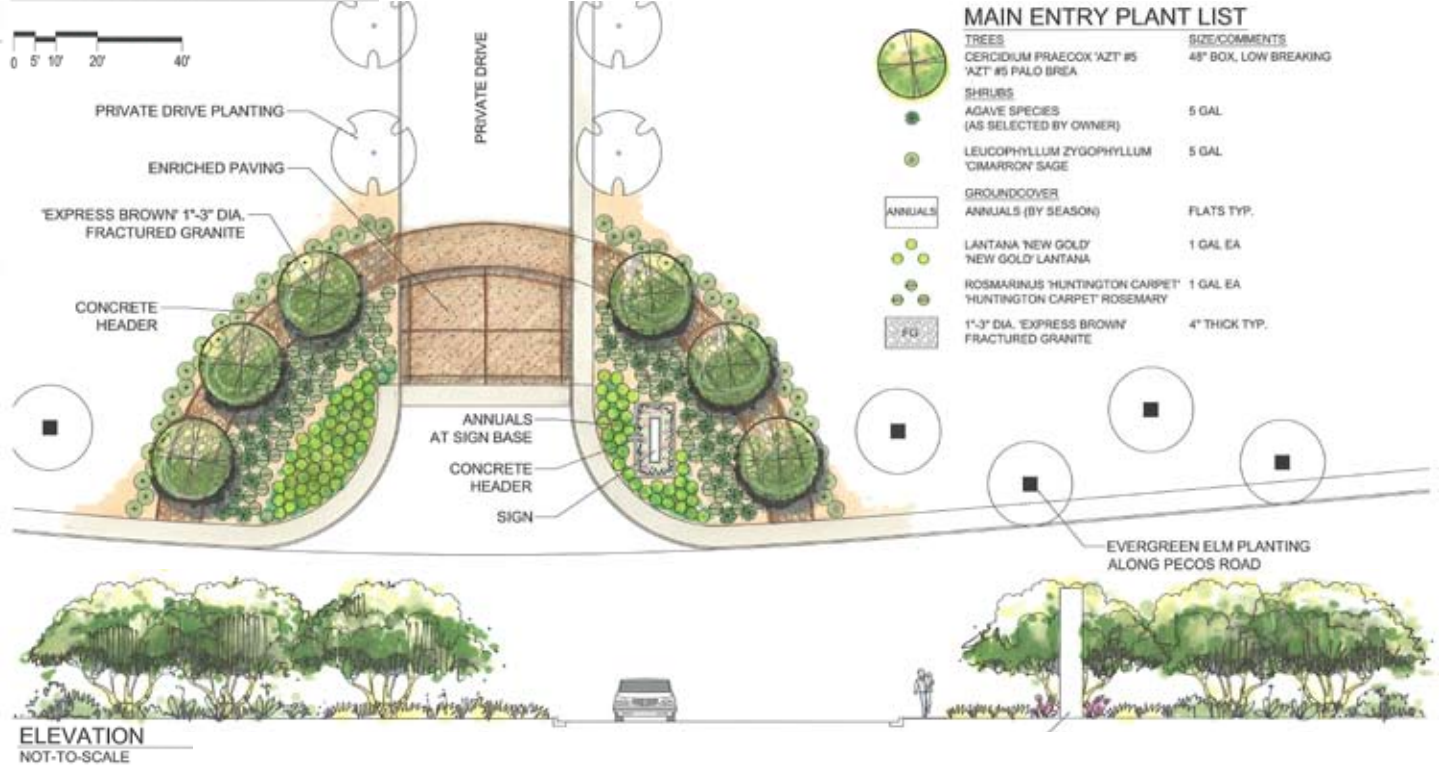 0 5' 10' 20' 40'
PRIVATE DRIVE PLANTING
ENRICHED PAVING
'EXPRESS BROWN' 1"-3" DIA.
FRACTURED GRANITE
CONCRETE
HEADER
PRIVATE DRIVE
ANNUALS
AT SIGN BASE
CONCRETE
HEADER
SIGN
MAIN ENTRY PLANT LIST
TREES SIZE/COMMENTS
CERCIDIUM PRAECOX 'AZT' #5 48" BOX, LOW BREAKING
'AZT' #5 PALO BREA
SHRUBS
AGAVE SPECIES 5 GAL
(AS SELECTED BY OWNER)
LEUCOPHYLLUM ZYGOPHYLLUM 5 GAL
'CIMARRON' SAGE
GROUNDCOVER
ANNUALS ANNUALS (BY SEASON) FLATS TYP.
LANTANA 'NEW GOLD' 1 GAL EA
'NEW GOLD' LANTANA
ROSMARINUS 'HUNTINGTON CARPET' 1 GAL EA
'HUNTINGTON CARPET' ROSEMARY
FG 1"-3" DIA. 'EXPRESS BROWN' 4" THICK TYP.
FRACTURED GRANITE
EVERGREEN ELM PLANTING
ALONG PECOS ROAD
ELEVATION
NOT-TO-SCALE